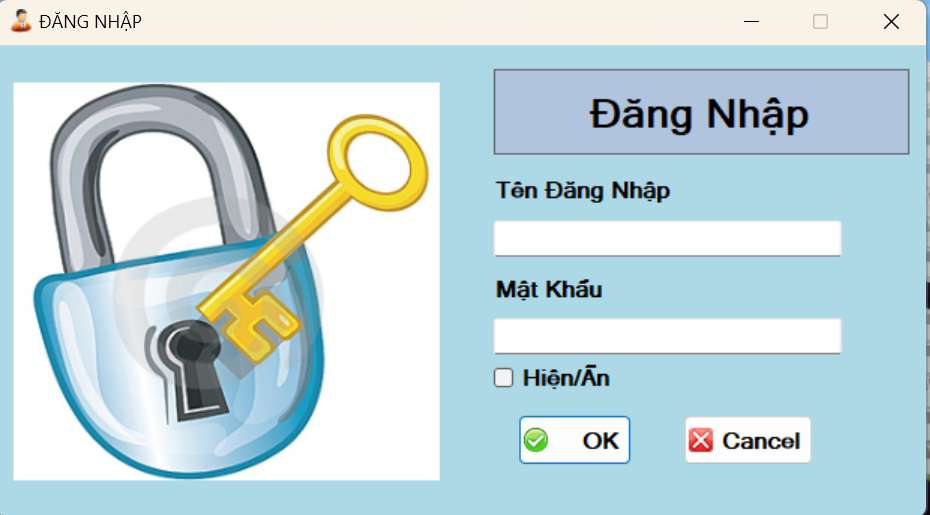 ĐĂNG NHẬP
Đăng Nhập
Tên Đăng Nhập
Mật Khẩu
Hiện/Ẩn
OK
Cancel